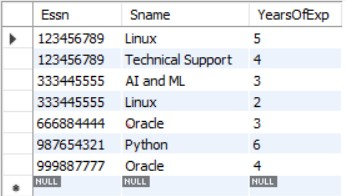 Essn Sname YearsOfExp
123456789 Linux 5
123456789 Technical Support 4
333445555 AI and ML 3
333445555 Linux 2
666884444 Oracle 3
987654321 Python 6
999887777 Oracle 4
NULL NULL NULL